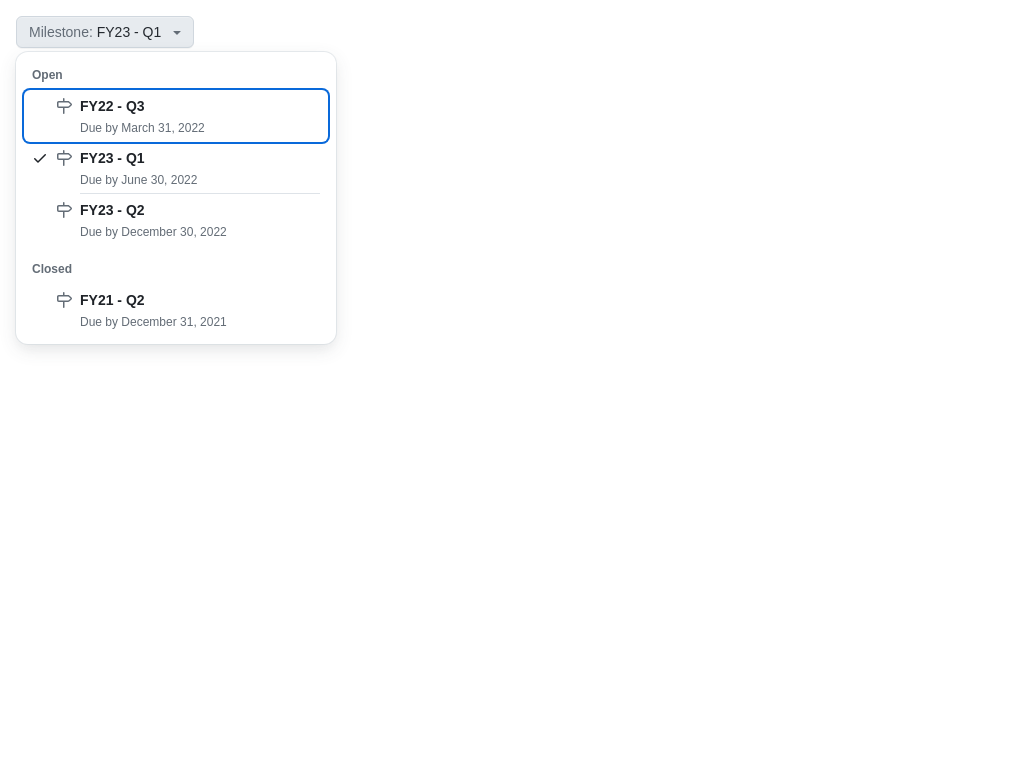 Milestone: FY23 - Q1
Open
FY22 - Q3
Due by March 31, 2022
FY23 - Q1
Due by June 30, 2022
FY23 - Q2
Due by December 30, 2022
Closed
FY21 - Q2
Due by December 31, 2021